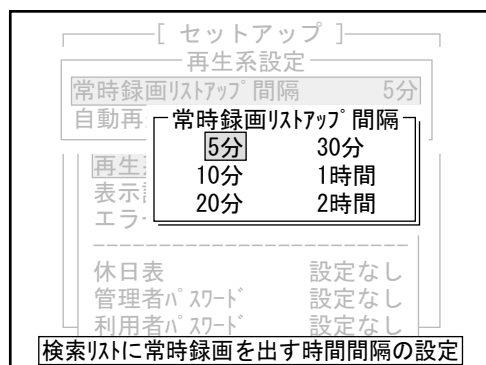 [ セットアップ ]
再生系設定
常時録画ﾘｽﾄｱｯﾌﾟ間隔 5分
自動再
常時録画ﾘｽﾄｱｯﾌﾟ間隔
5分 30分
10分 1時間
20分 2時間
再生
表示
エラ
休日表 設定なし
管理者ﾊﾟｽﾜｰﾄﾞ 設定なし
利用者ﾊﾟｽﾜｰﾄﾞ 設定なし
検索ﾘｽﾄに常時録画を出す時間間隔の設定